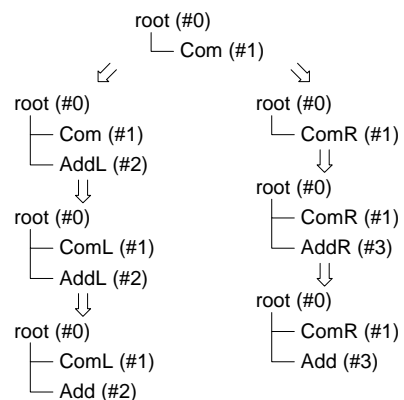 root (#0)
Com (#1)
root (#0)
Com (#1)
AddL (#2)
root (#0)
ComL (#1)
AddL (#2)
root (#0)
ComL (#1)
Add (#2)
root (#0)
ComR (#1)
root (#0)
ComR (#1)
AddR (#3)
root (#0)
ComR (#1)
Add (#3)